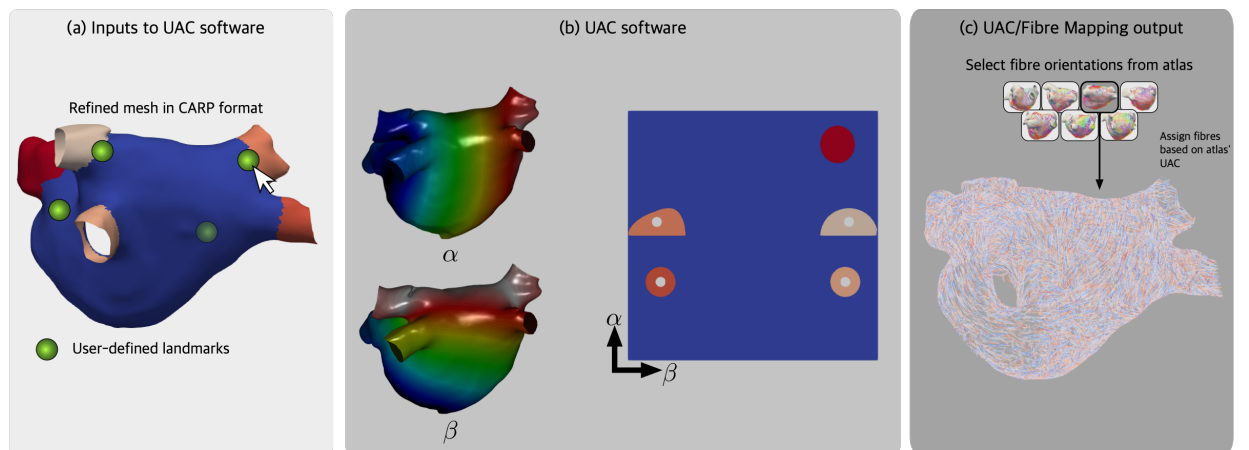 (a) Inputs to UAC software
Refined mesh in CARP format
User-defined landmarks
(b) UAC software
α
β
α
β
(c) UAC/Fibre Mapping output
Select fibre orientations from atlas
Assign fibres
based on atlas'
UAC